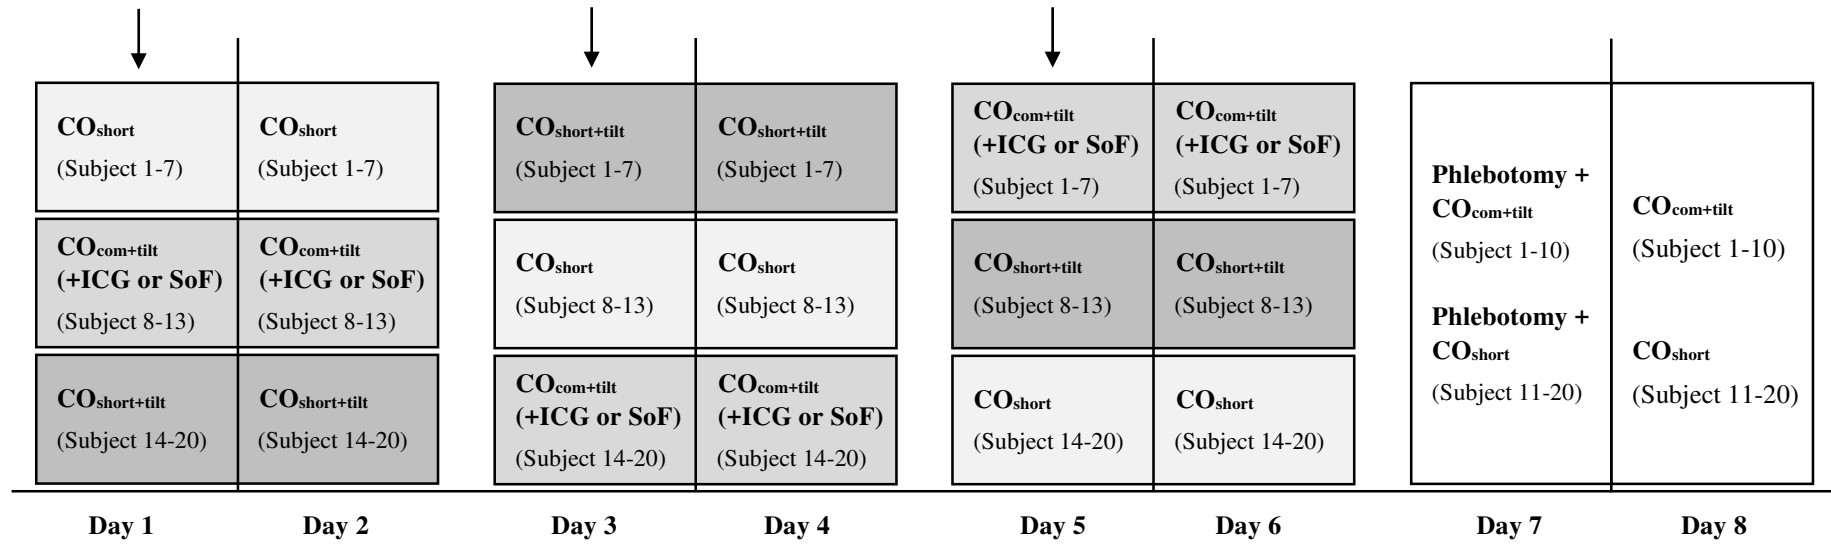 COshort
(Subject 1-7)
COshort
(Subject 1-7)
COcom+tilt
(+ICG or SoF)
(Subject 8-13)
COcom+tilt
(+ICG or SoF)
(Subject 8-13)
COshort+tilt
(Subject 14-20)
COshort+tilt
(Subject 14-20)
COshort+tilt
(Subject 1-7)
COshort+tilt
(Subject 1-7)
COshort
(Subject 8-13)
COshort
(Subject 8-13)
COcom+tilt
(+ICG or SoF)
(Subject 14-20)
COcom+tilt
(+ICG or SoF)
(Subject 14-20)
COcom+tilt
(+ICG or SoF)
(Subject 1-7)
COcom+tilt
(+ICG or SoF)
(Subject 1-7)
COshort+tilt
(Subject 8-13)
COshort+tilt
(Subject 8-13)
COshort
(Subject 14-20)
COshort
(Subject 14-20)
Phlebotomy +
COcom+tilt
(Subject 1-10)
Phlebotomy +
COshort
(Subject 11-20)
COcom+tilt
(Subject 1-10)
COshort
(Subject 11-20)
Day 1
Day 2
Day 3
Day 4
Day 5
Day 6
Day 7
Day 8